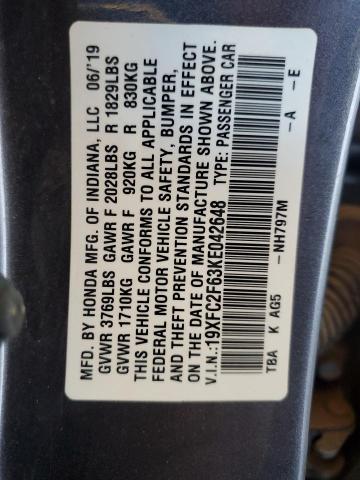 MFD. BY HONDA MFG. OF INDIANA, LLC 06/'19
GVWR 3769LBS GAWR F 2028LBS R 1829LBS
GVWR 1710KG GAWR F 920KG R 830KG
THIS VEHICLE CONFORMS TO ALL APPLICABLE
FEDERAL MOTOR VEHICLE SAFETY, BUMPER,
AND THEFT PREVENTION STANDARDS IN EFFECT
ON THE DATE OF MANUFACTURE SHOWN ABOVE.
V.I.N.:19XFC2F63KE042648 TYPE: PASSENGER CAR
TBA K AG5 -NH797M -A -E